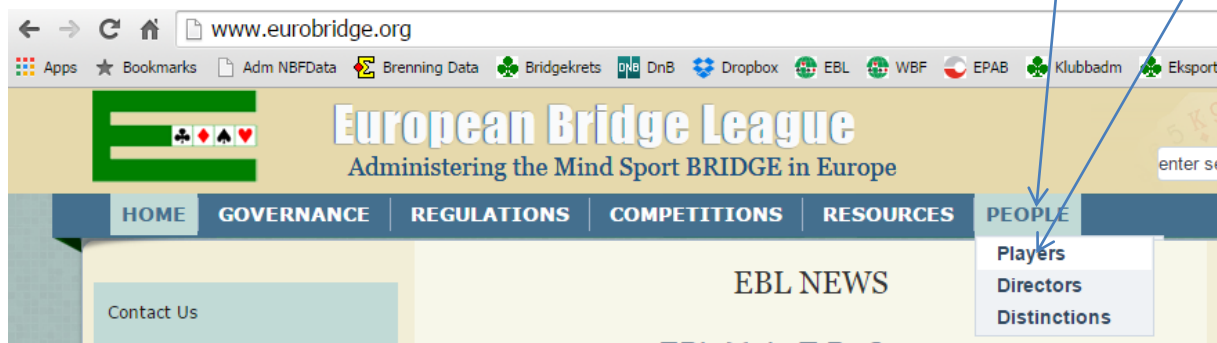 www.eurobridge.org
Apps Bookmarks Adm NBFData Brenning Data Bridgekrets DNB DnB Dropbox EBL WBF EPAB Klubbadm Eksport
European Bridge League
Administering the Mind Sport BRIDGE in Europe
enter se
HOME GOVERNANCE REGULATIONS COMPETITIONS RESOURCES PEOPLE
Players
EBL NEWS
Directors
Contact Us
Distinctions